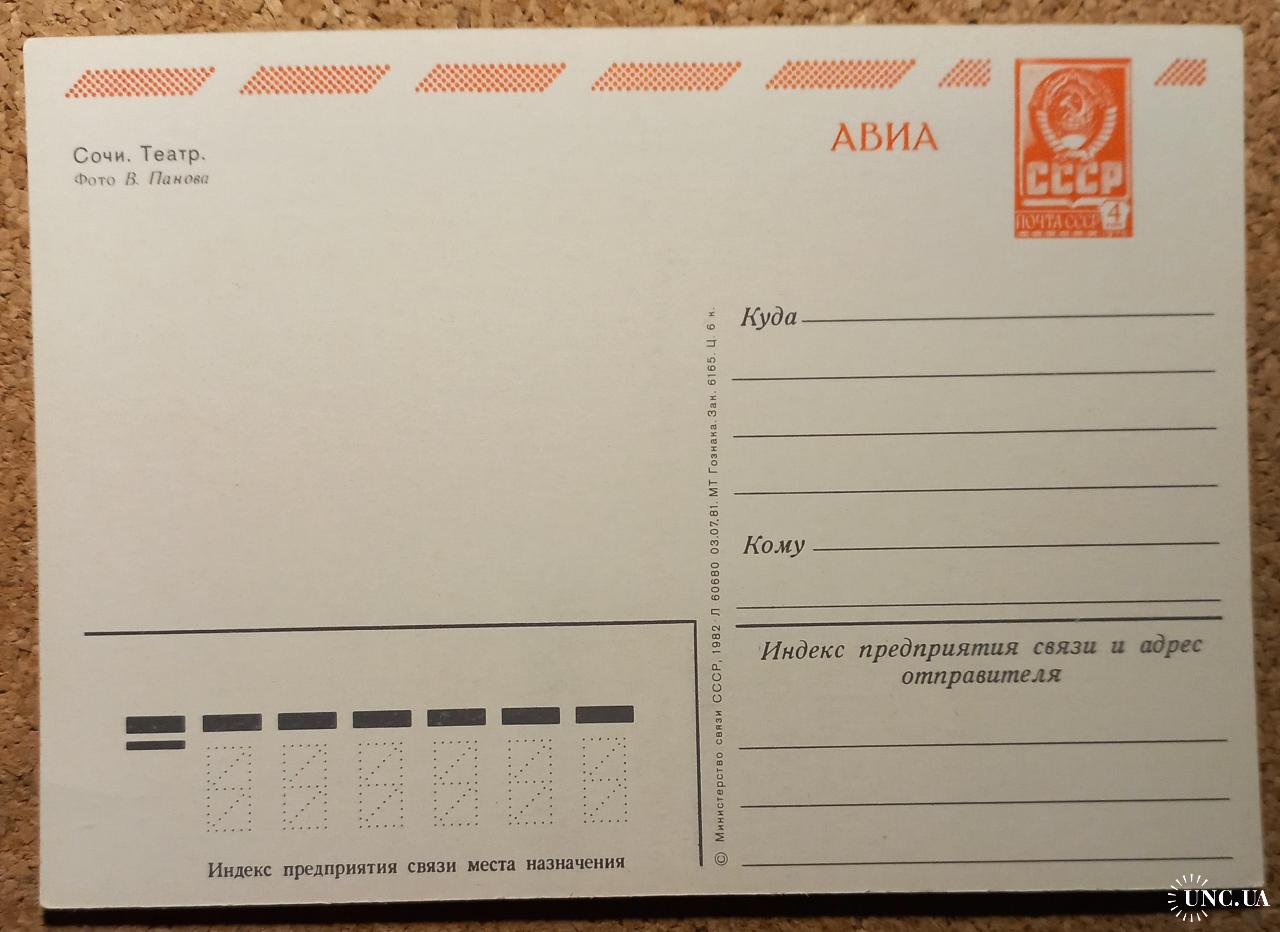 Сочи. Театр.
Фото В. Панова
АВИА
СССР
ПОЧТА СССР 4
Куда
Кому
Индекс предприятия связи и адрес
отправителя
© Министерство связи СССР, 1982 Л 60680 03.07.81. МТ Гознака. Зак. 6165. Ц. 6 к.
Индекс предприятия связи места назначения
UNC.UA